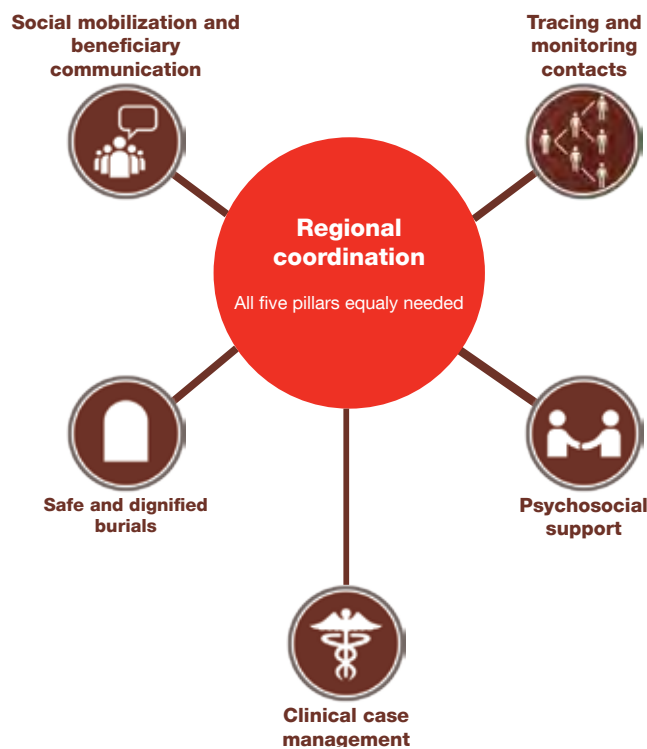 Social mobilization and
beneficiary
communication
Tracing and
monitoring
contacts
Regional
coordination
All five pillars equaly needed
Safe and dignified
burials
Psychosocial
support
Clinical case
management